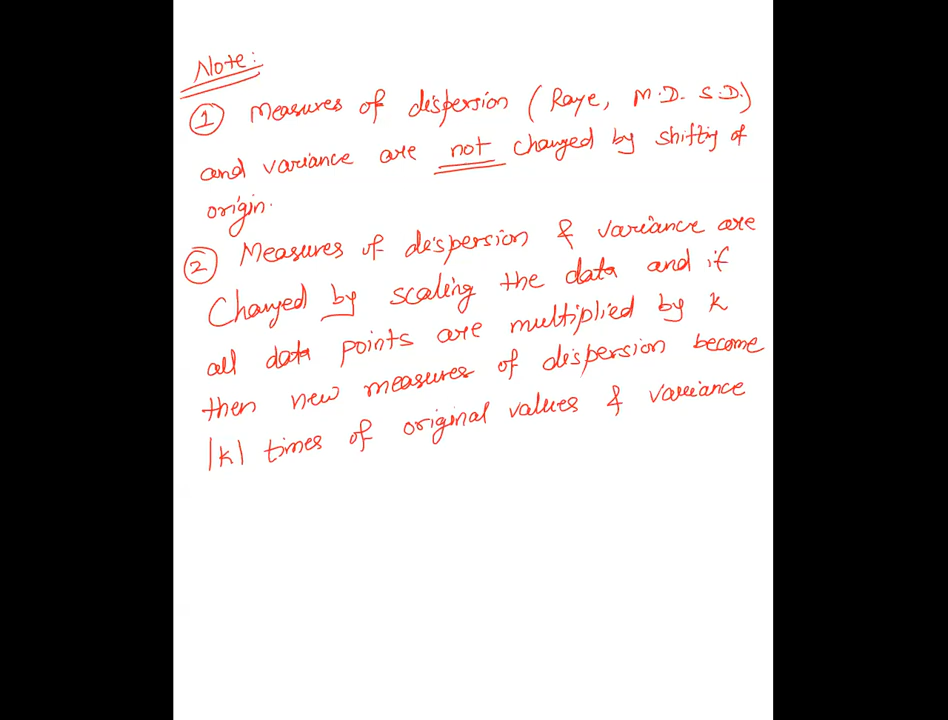 Note:
① Measures of dispersion (Range, M.D. S.D.)
and variance are not changed by shifting of
origin.
② Measures of dispersion & variance are
Changed by scaling the data and if
all data points are multiplied by k
then new measures of dispersion become
|k| times of original values & variance